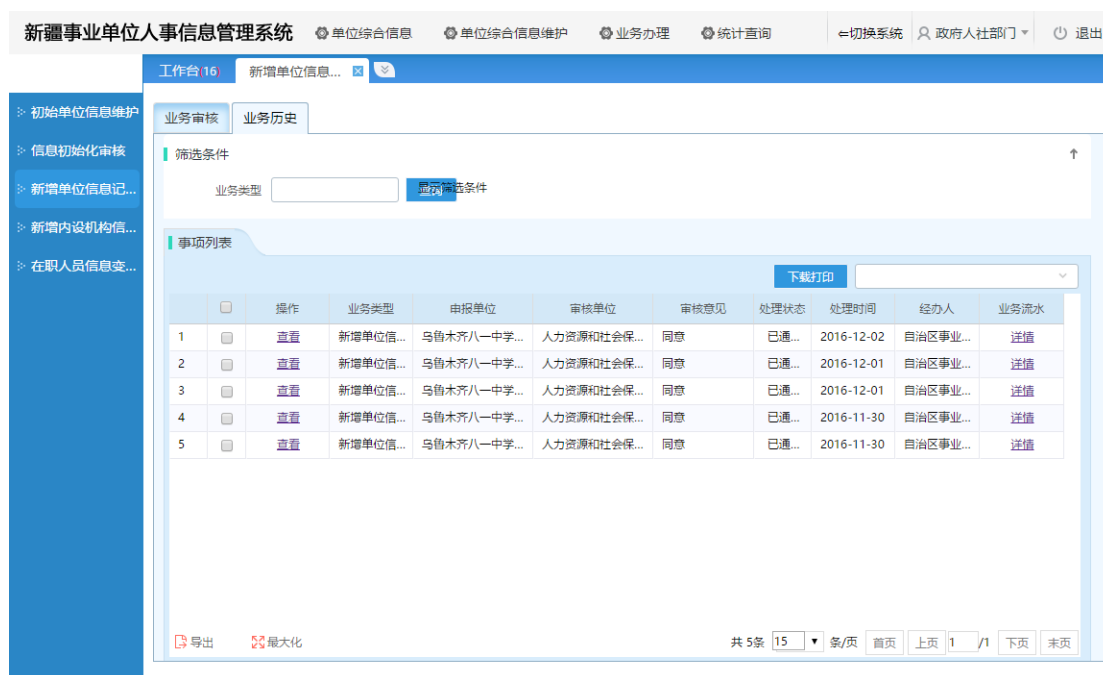 新疆事业单位人事信息管理系统 单位综合信息 单位综合信息维护 业务办理 统计查询 ⇐切换系统 政府人社部门 退出
工作台(16) 新增单位信息...
初始单位信息维护
信息初始化审核
新增单位信息记...
新增内设机构信...
在职人员信息变...
业务审核 业务历史
筛选条件
业务类型 显示筛选条件
事项列表
下载打印
操作 业务类型 申报单位 审核单位 审核意见 处理状态 处理时间 经办人 业务流水
1 查看 新增单位信... 乌鲁木齐八一中学... 人力资源和社会保... 同意 已通... 2016-12-02 自治区事业... 详情
2 查看 新增单位信... 乌鲁木齐八一中学... 人力资源和社会保... 同意 已通... 2016-12-01 自治区事业... 详情
3 查看 新增单位信... 乌鲁木齐八一中学... 人力资源和社会保... 同意 已通... 2016-12-01 自治区事业... 详情
4 查看 新增单位信... 乌鲁木齐八一中学... 人力资源和社会保... 同意 已通... 2016-11-30 自治区事业... 详情
5 查看 新增单位信... 乌鲁木齐八一中学... 人力资源和社会保... 同意 已通... 2016-11-30 自治区事业... 详情
导出 最大化 共 5条 15 条/页 首页 上页 1 /1 下页 末页